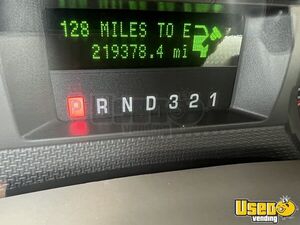 128 MILES TO E
219378.4 mi
P R N D 3 2 1
Used
vending